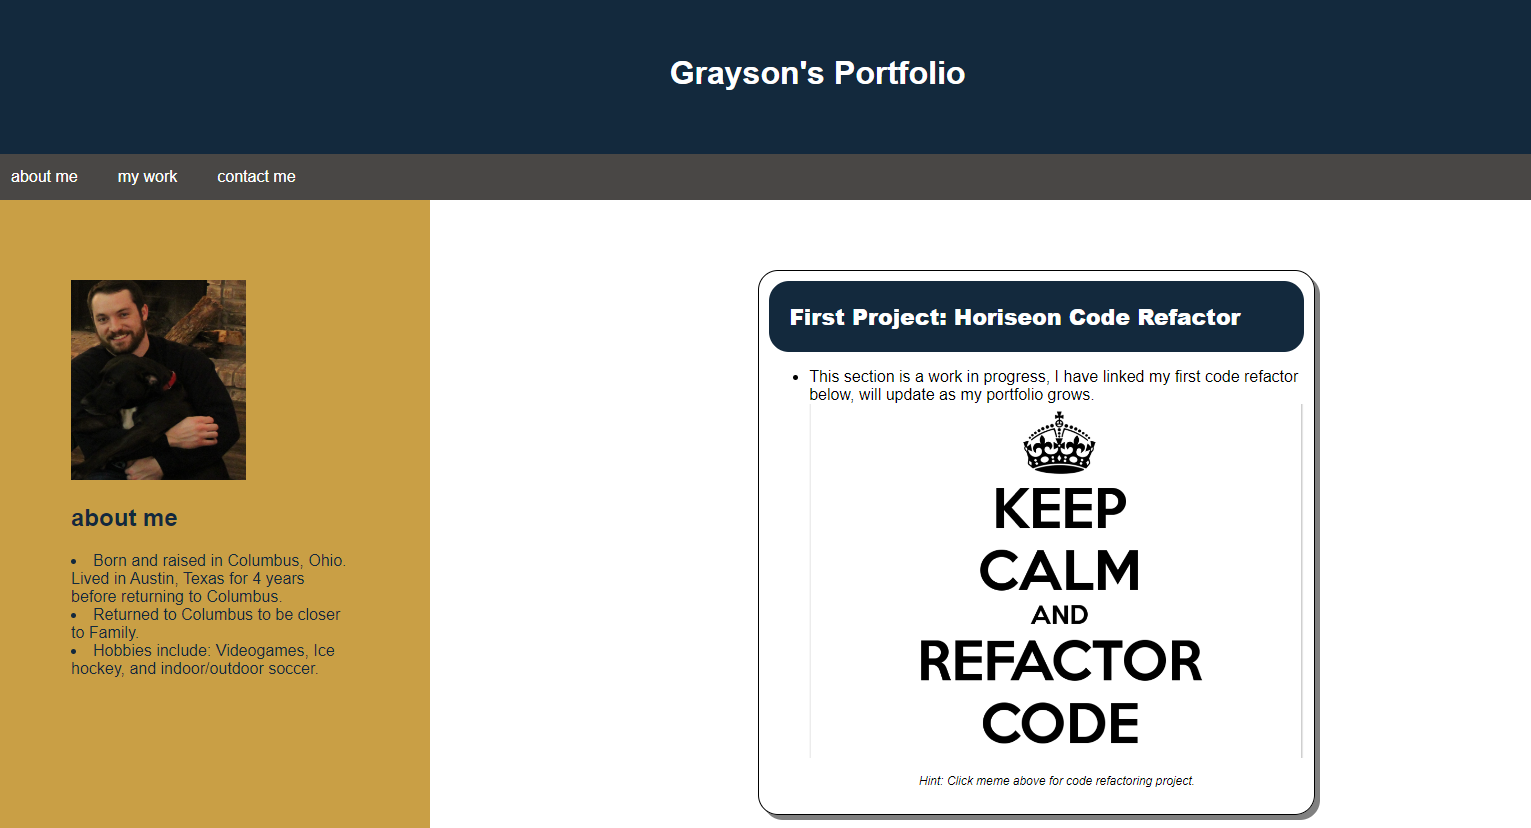 Grayson's Portfolio
about me
my work
contact me
about me
• Born and raised in Columbus, Ohio.
Lived in Austin, Texas for 4 years
before returning to Columbus.
• Returned to Columbus to be closer
to Family.
• Hobbies include: Videogames, Ice
hockey, and indoor/outdoor soccer.
First Project: Horiseon Code Refactor
• This section is a work in progress, I have linked my first code refactor
below, will update as my portfolio grows.
KEEP
CALM
AND
REFACTOR
CODE
Hint: Click meme above for code refactoring project.